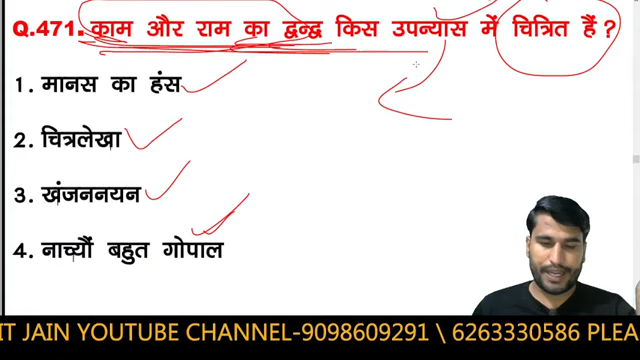 Q.471. काम और राम का द्वन्द्व किस उपन्यास में चित्रित हैं ?
1. मानस का हंस
2. चित्रलेखा
3. खंजननयन
4. नाच्यौं बहुत गोपाल
IT JAIN YOUTUBE CHANNEL-9098609291 \ 6263330586 PLEA